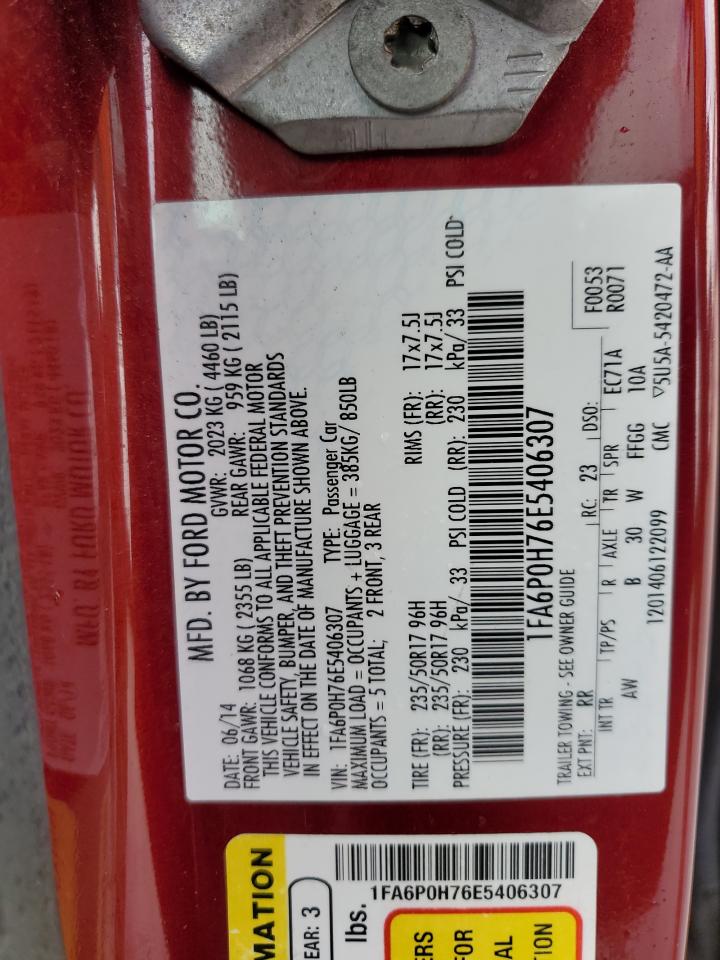 MFD. BY FORD MOTOR CO.
DATE: 06/14 GVWR: 2023 KG ( 4460 LB)
FRONT GAWR: 1068 KG ( 2355 LB) REAR GAWR: 959 KG ( 2115 LB)
THIS VEHICLE CONFORMS TO ALL APPLICABLE FEDERAL MOTOR
VEHICLE SAFETY, BUMPER, AND THEFT PREVENTION STANDARDS
IN EFFECT ON THE DATE OF MANUFACTURE SHOWN ABOVE.
VIN: 1FA6P0H76E5406307 TYPE: Passenger Car
MAXIMUM LOAD = OCCUPANTS + LUGGAGE = 385KG/ 850LB
OCCUPANTS = 5 TOTAL; 2 FRONT, 3 REAR
TIRE (FR): 235/50R17 96H RIMS (FR): 17x7.5J
(RR): 235/50R17 96H (RR): 17x7.5J
PRESSURE (FR): 230 kPa/ 33 PSI COLD (RR): 230 kPa/ 33 PSI COLD
1FA6P0H76E5406307
TRAILER TOWING - SEE OWNER GUIDE F0053
EXT PNT: RR RC: 23 DSO: R0071
INT TR TP/PS R AXLE TR SPR EC71A
AW B 30 W FFGG 10A
1201406122099 CMC ▽5U5A-5420472-AA
MATION
EAR: 3
lbs.
1FA6P0H76E5406307
ERS
FOR
AL
TION